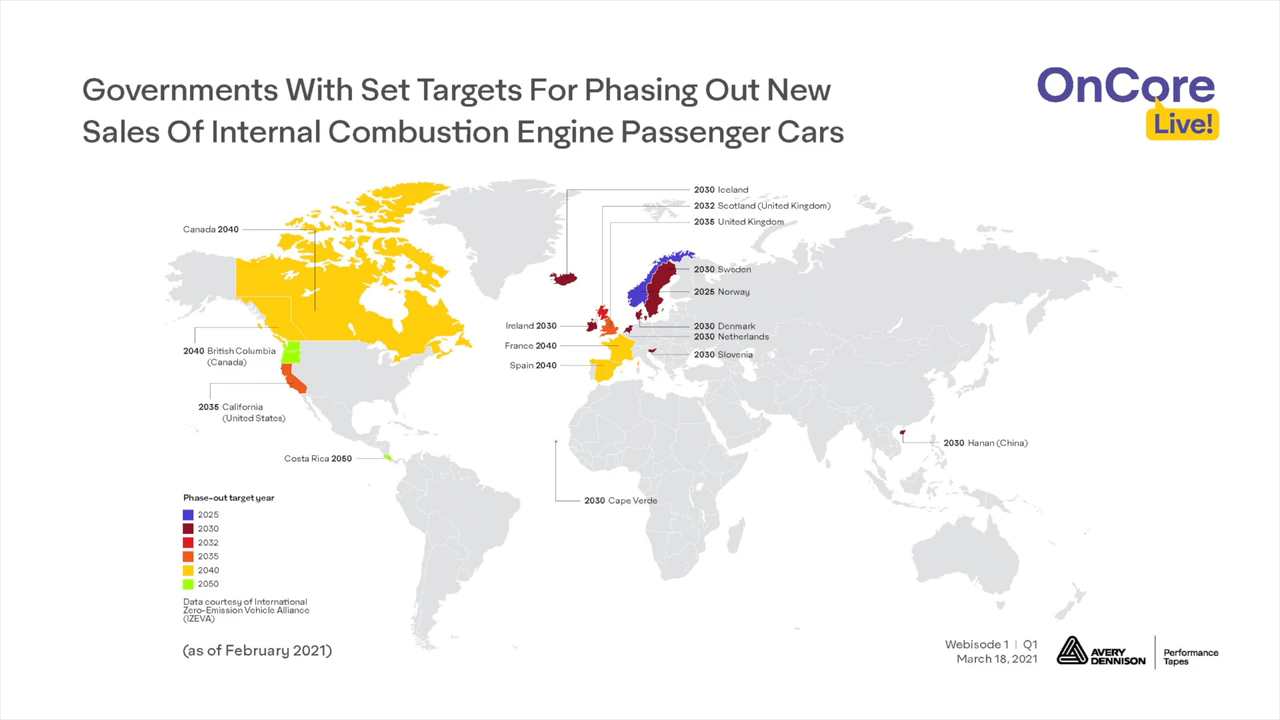 Governments With Set Targets For Phasing Out New
Sales Of Internal Combustion Engine Passenger Cars
OnCore
Live!
2030 Iceland
2032 Scotland (United Kingdom)
2035 United Kingdom
Canada 2040
2030 Sweden
2025 Norway
Ireland 2030
2030 Denmark
2030 Netherlands
France 2040
2040 British Columbia
(Canada)
2030 Slovenia
Spain 2040
2035 California
(United States)
2030 Hanan (China)
Costa Rica 2050
2030 Cape Verde
Phase-out target year
2025
2030
2032
2035
2040
2050
Data courtesy of International
Zero-Emission Vehicle Alliance
(IZEVA)
(as of February 2021)
Webisode 1 | Q1
March 18, 2021
AVERY
DENNISON
Performance
Tapes